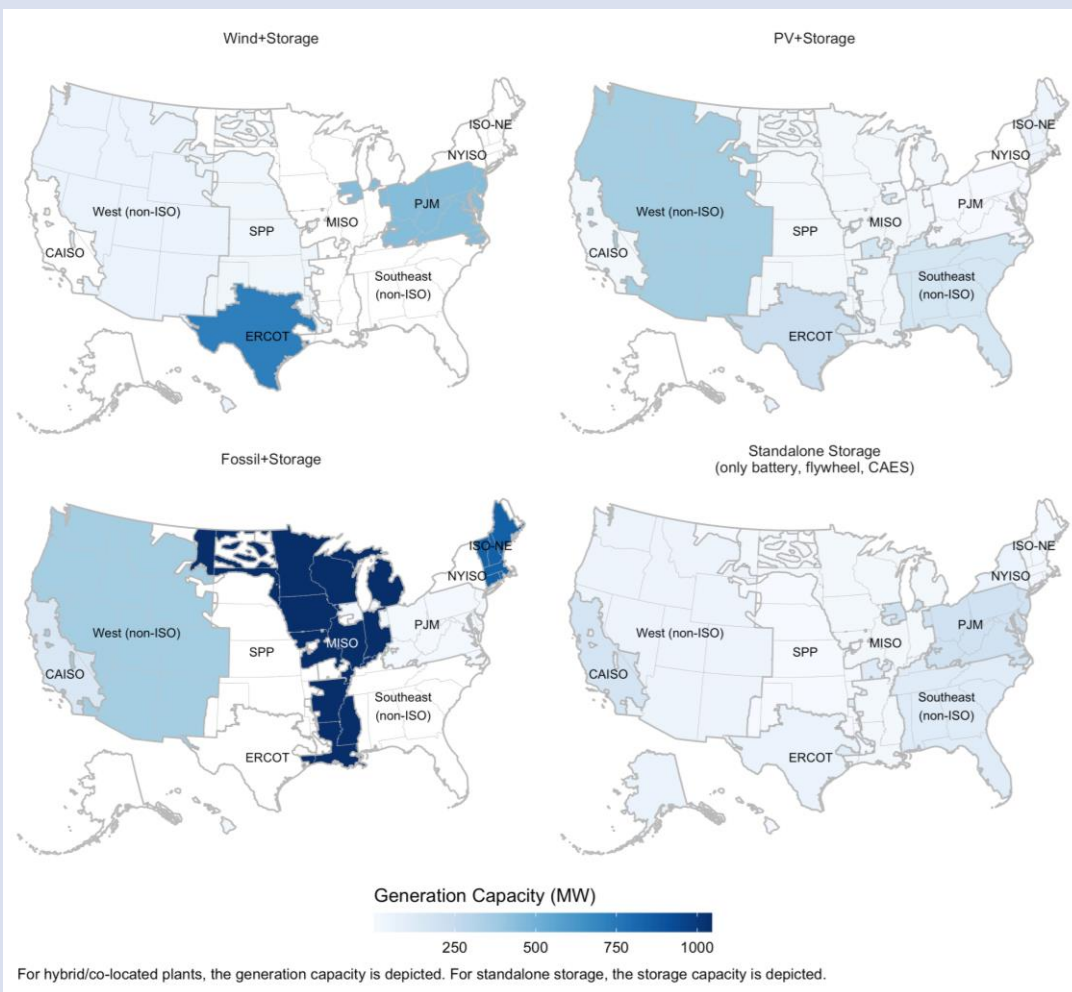 Wind+Storage
ISO-NE
NYISO
PJM
West (non-ISO)
MISO
SPP
CAISO
Southeast
(non-ISO)
ERCOT
PV+Storage
ISO-NE
NYISO
PJM
West (non-ISO)
MISO
SPP
CAISO
Southeast
(non-ISO)
ERCOT
Fossil+Storage
ISO-NE
NYISO
PJM
West (non-ISO)
MISO
SPP
CAISO
Southeast
(non-ISO)
ERCOT
Standalone Storage
(only battery, flywheel, CAES)
ISO-NE
NYISO
PJM
West (non-ISO)
MISO
SPP
CAISO
Southeast
(non-ISO)
ERCOT
Generation Capacity (MW)
250 500 750 1000
For hybrid/co-located plants, the generation capacity is depicted. For standalone storage, the storage capacity is depicted.